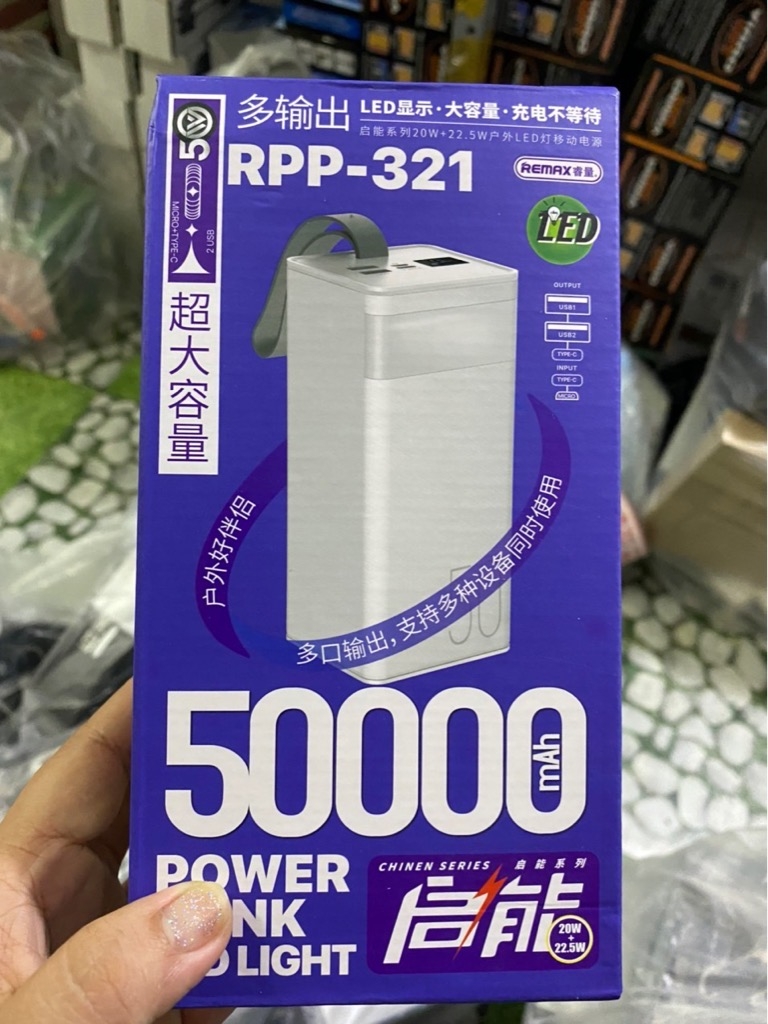 多输出
LED显示·大容量·充电不等待
启能系列20W+22.5W户外LED灯移动电源
RPP-321
REMAX睿量
LED
50
MICRO+TYPE-C
2 USB
超大容量
OUTPUT
USB1
USB2
TYPE-C
INPUT
TYPE-C
MICRO
户外好伴侣
多口输出,支持多种设备同时使用
50
50000mAh
POWER
LIGHT
CHINEN SERIES 启能系列
启能
20W
+
22.5W